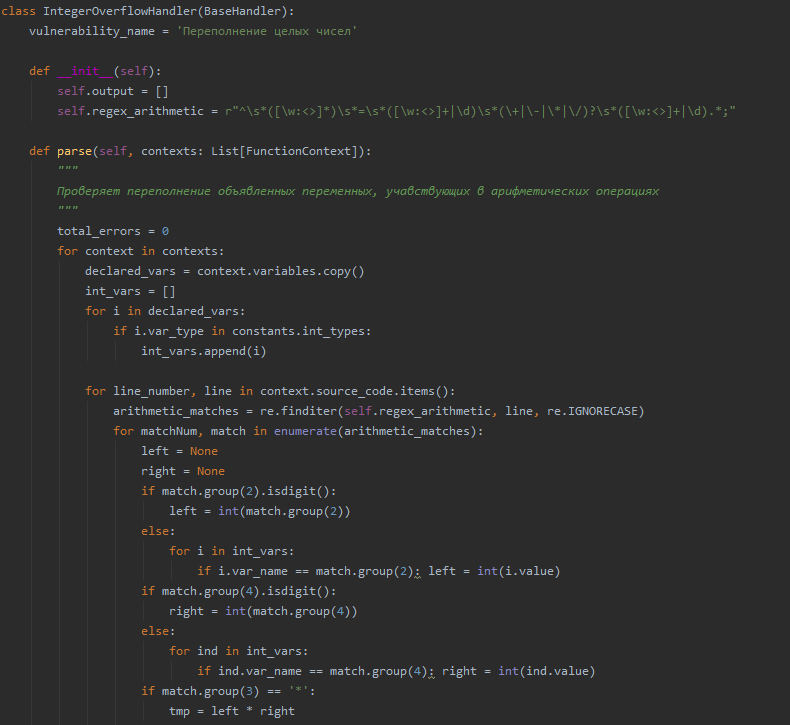 class IntegerOverflowHandler(BaseHandler):
    vulnerability_name = 'Переполнение целых чисел'

    def __init__(self):
        self.output = []
        self.regex_arithmetic = r"^\s*([\w:<>]*)\s*=\s*([\w:<>]+|\d)\s*(\+|\-|\*|\/)?\s*([\w:<>]+|\d).*;"

    def parse(self, contexts: List[FunctionContext]):
        """
        Проверяет переполнение объявленных переменных, учавствующих в арифметических операциях
        """
        total_errors = 0
        for context in contexts:
            declared_vars = context.variables.copy()
            int_vars = []
            for i in declared_vars:
                if i.var_type in constants.int_types:
                    int_vars.append(i)

            for line_number, line in context.source_code.items():
                arithmetic_matches = re.finditer(self.regex_arithmetic, line, re.IGNORECASE)
                for matchNum, match in enumerate(arithmetic_matches):
                    left = None
                    right = None
                    if match.group(2).isdigit():
                        left = int(match.group(2))
                    else:
                        for i in int_vars:
                            if i.var_name == match.group(2): left = int(i.value)
                    if match.group(4).isdigit():
                        right = int(match.group(4))
                    else:
                        for ind in int_vars:
                            if ind.var_name == match.group(4): right = int(ind.value)
                    if match.group(3) == '*':
                        tmp = left * right